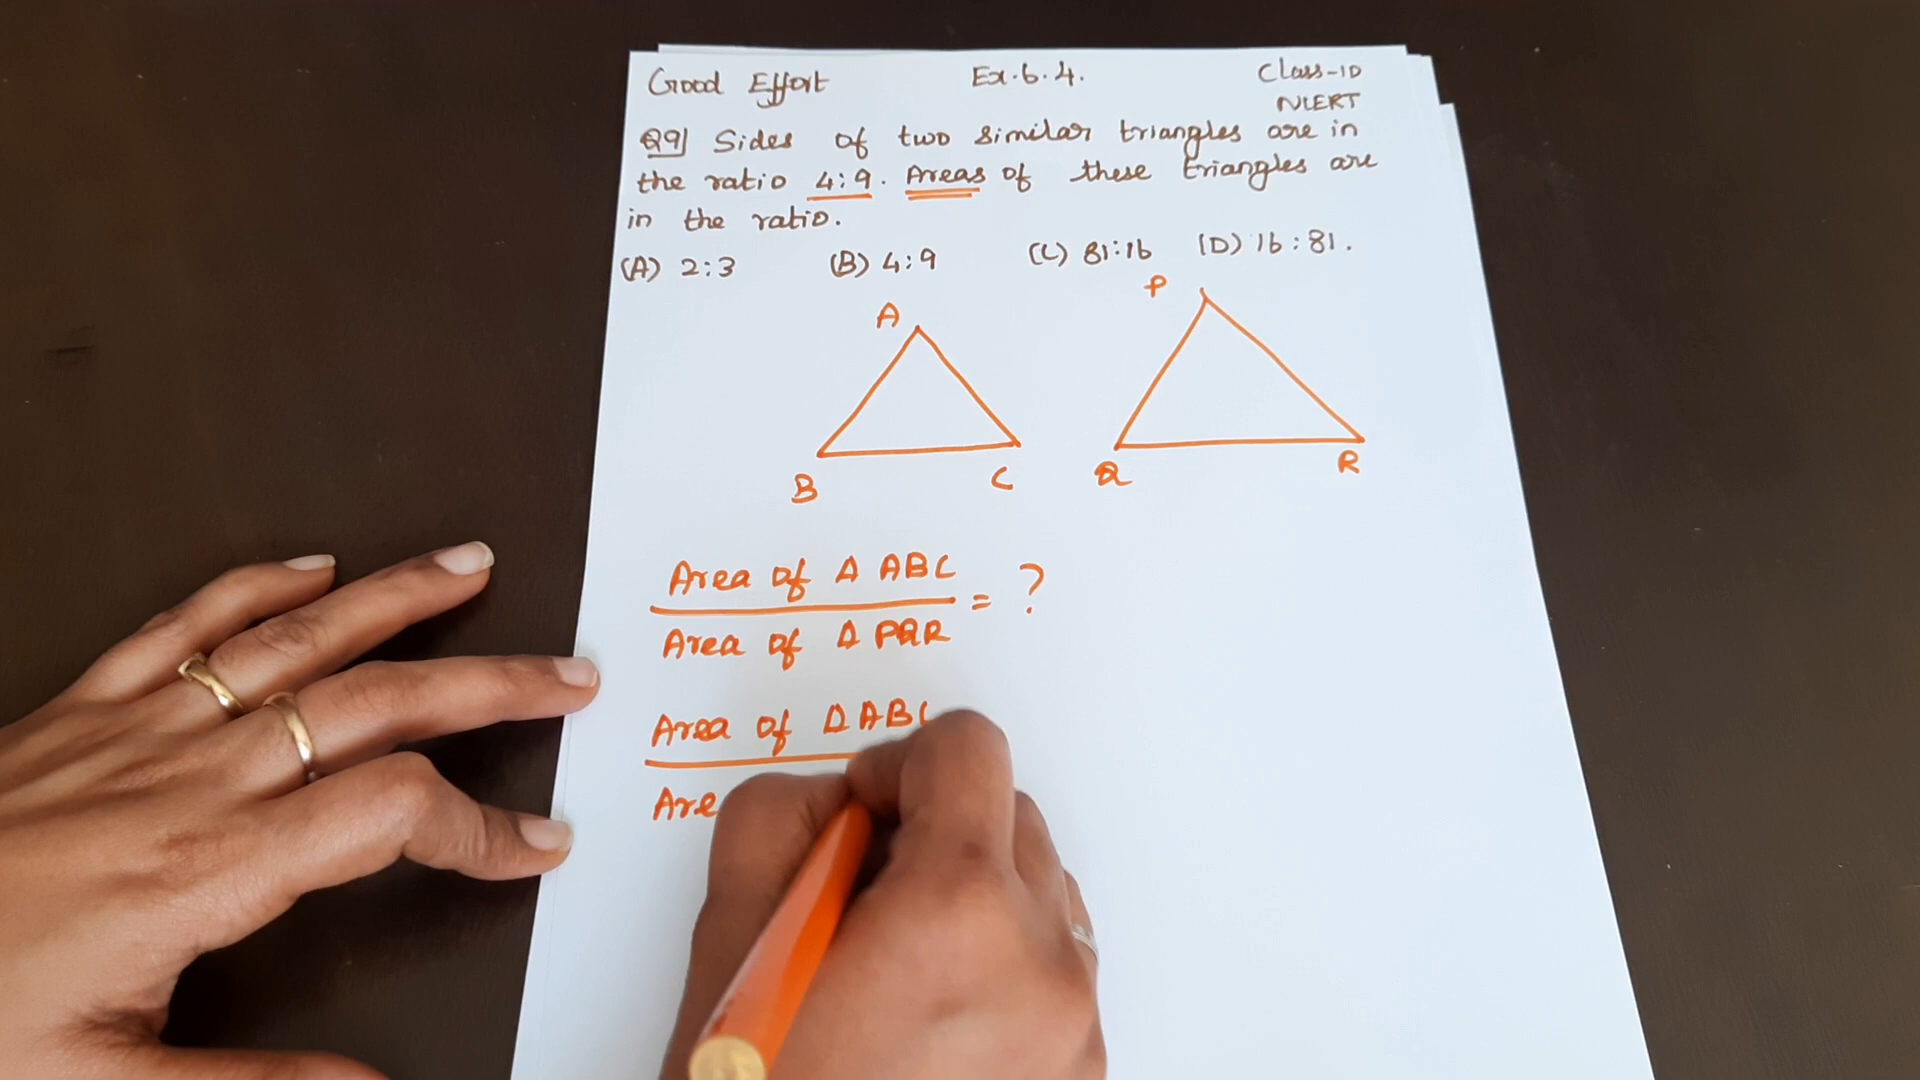 Good Effort Ex.6.4. Class-10
NCERT
Q9] Sides of two similar triangles are in
the ratio 4:9. Areas of these triangles are
in the ratio.
(A) 2:3 (B) 4:9 (C) 81:16 (D) 16:81.
P
A
B C Q R
Area of Δ ABC
= ?
Area of Δ PQR
Area of Δ ABC
Are